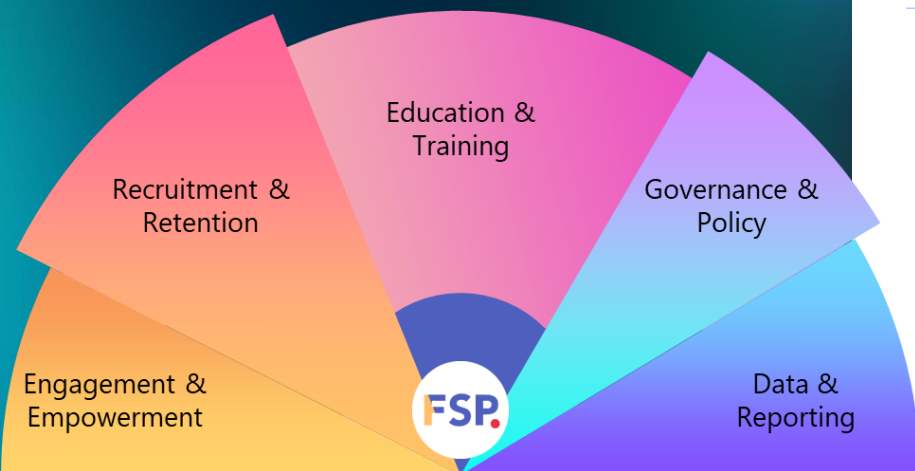 Education &
Training
Recruitment &
Retention
Governance &
Policy
Engagement &
Empowerment
Data &
Reporting
FSP.